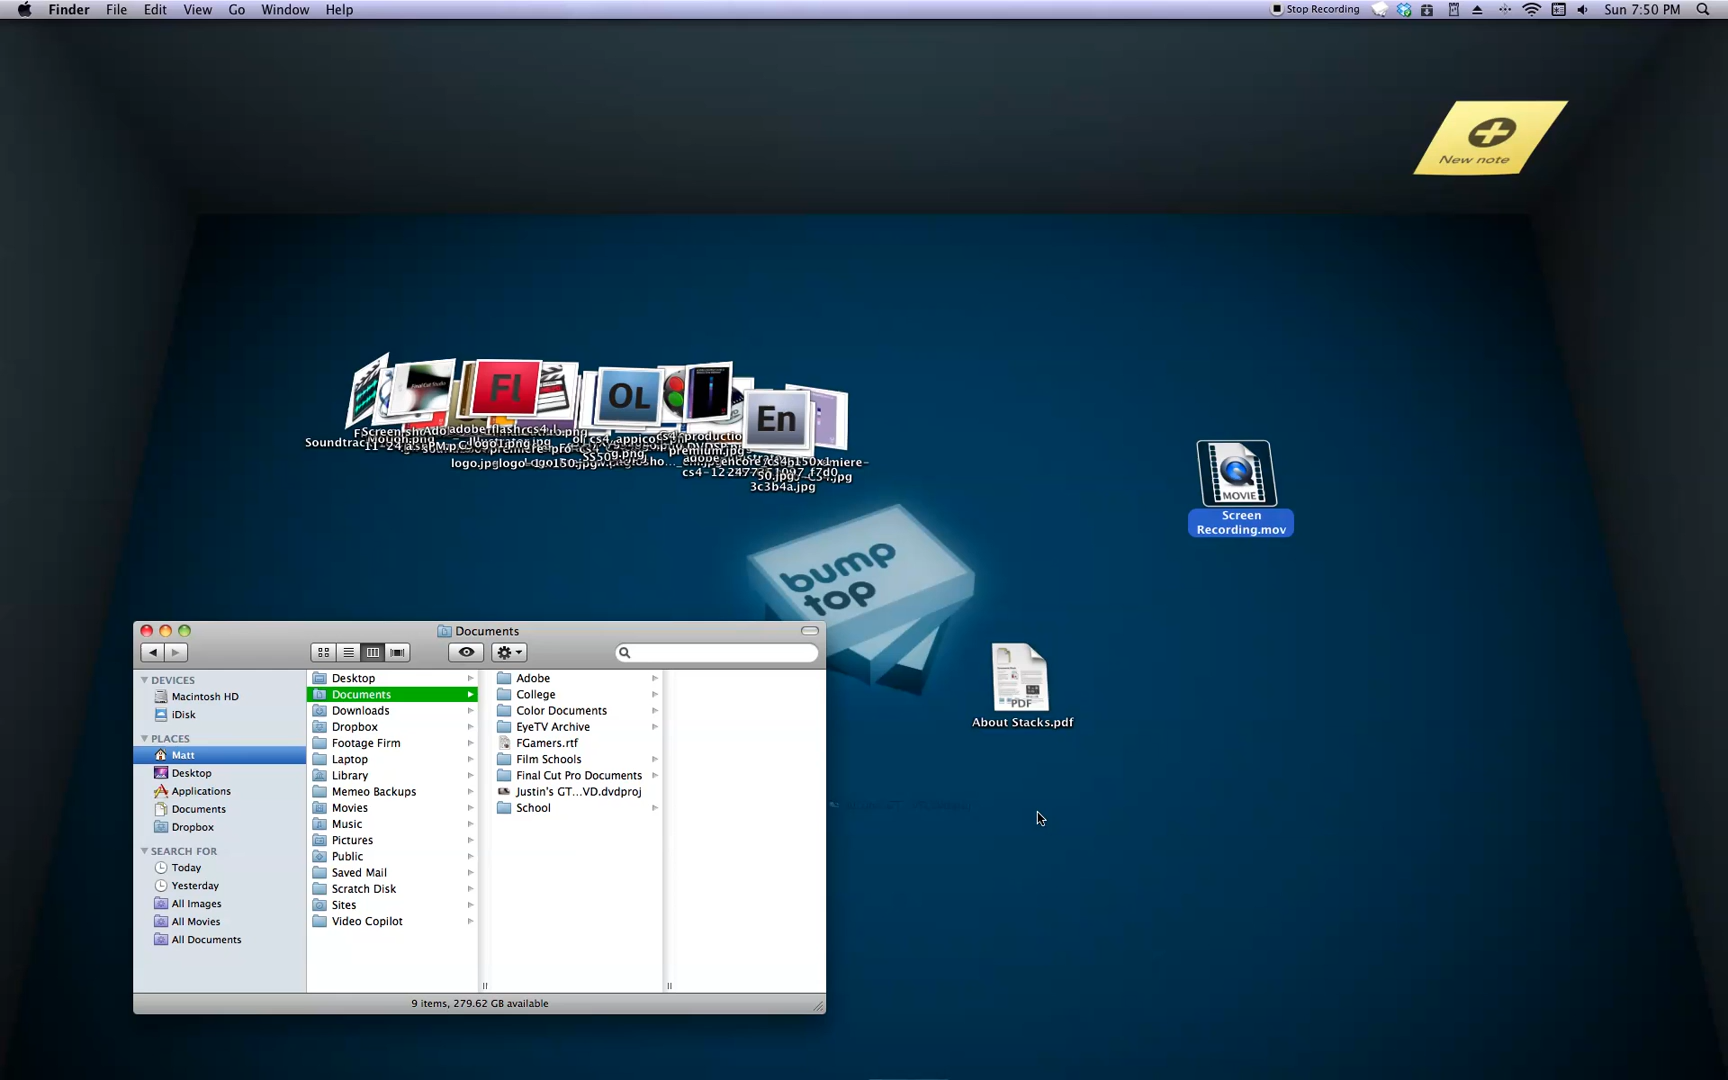 Finder File Edit View Go Window Help
Stop Recording
Sun 7:50 PM
New note
Fl
OL
En
Screen
Recording.mov
bump
top
PDF
About Stacks.pdf
MOVIE
Documents
DEVICES
Macintosh HD
iDisk
PLACES
Matt
Desktop
Applications
Documents
Dropbox
SEARCH FOR
Today
Yesterday
All Images
All Movies
All Documents
Desktop
Documents
Downloads
Dropbox
Footage Firm
Laptop
Library
Memeo Backups
Movies
Music
Pictures
Public
Saved Mail
Scratch Disk
Sites
Video Copilot
Adobe
College
Color Documents
EyeTV Archive
FGamers.rtf
Film Schools
Final Cut Pro Documents
Justin's GT...VD.dvdproj
School
9 items, 279.62 GB available